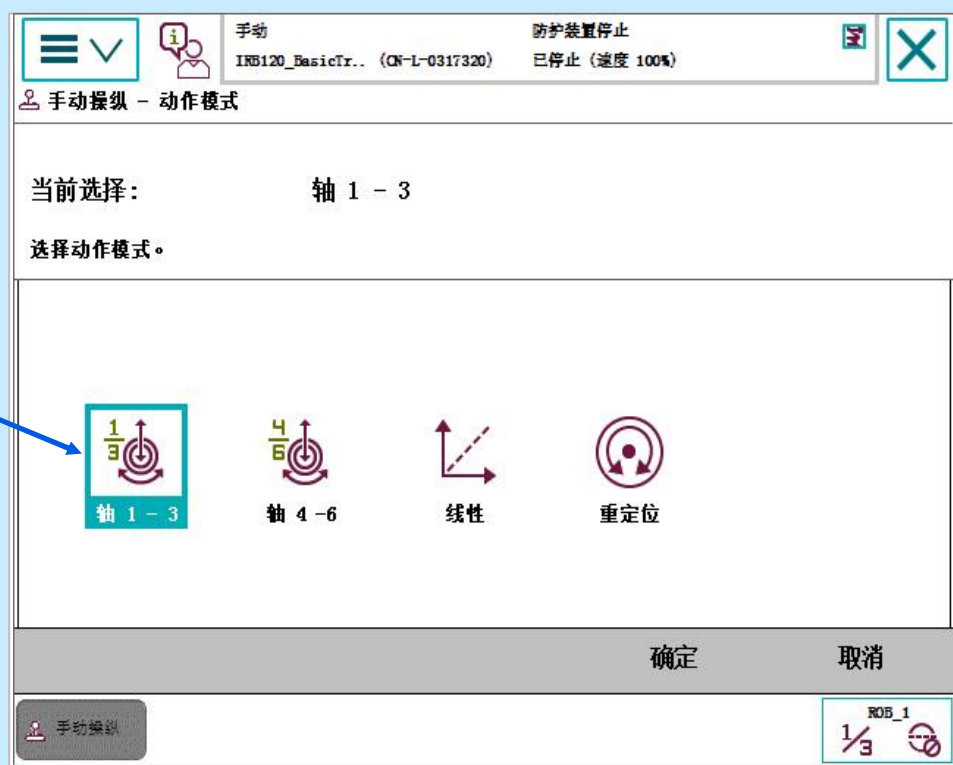 手动
防护装置停止
IRB120_BasicTr.. (CN-L-0317320)
已停止 (速度 100%)
手动操纵 - 动作模式
当前选择:
轴 1 - 3
选择动作模式。
1
3
轴 1 - 3
4
6
轴 4 -6
线性
重定位
确定
取消
手动操纵
ROB_1
1/3